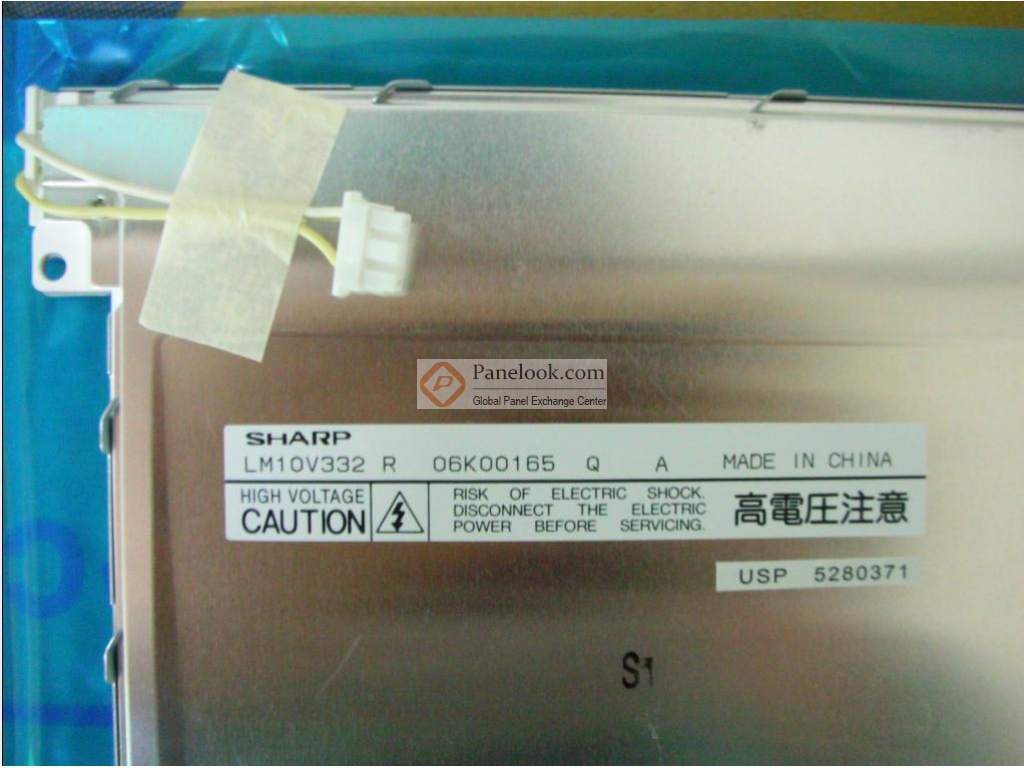 Panelook.com
Global Panel Exchange Center
SHARP
LM10V332 R 06K00165 Q A MADE IN CHINA
HIGH VOLTAGE
CAUTION
RISK OF ELECTRIC SHOCK.
DISCONNECT THE ELECTRIC
POWER BEFORE SERVICING.
高電圧注意
USP 5280371
S1